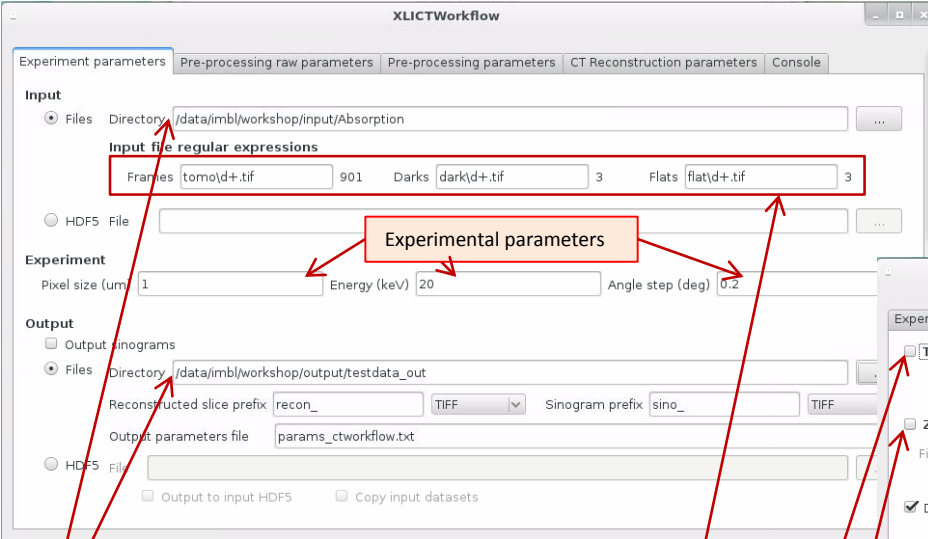 XLICTWorkflow
Experiment parameters Pre-processing raw parameters Pre-processing parameters CT Reconstruction parameters Console
Input
Files Directory /data/imbl/workshop/input/Absorption ...
Input file regular expressions
Frames tomo\d+.tif 901 Darks dark\d+.tif 3 Flats flat\d+.tif 3
HDF5 File ...
Experimental parameters
Experiment
Pixel size (um) 1 Energy (keV) 20 Angle step (deg) 0.2
Output
Output sinograms
Files Directory /data/imbl/workshop/output/testdata_out
Reconstructed slice prefix recon_ TIFF Sinogram prefix sino_ TIFF
Output parameters file params_ctworkflow.txt
HDF5 File
Output to input HDF5 Copy input datasets